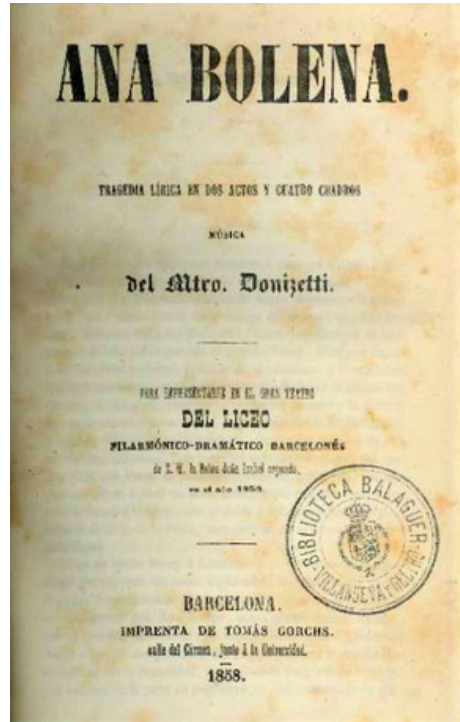 ANA BOLENA.
TRAGEDIA LÍRICA EN DOS ACTOS Y CUATRO CUADROS
MÚSICA
del Mtro. Donizetti.
PARA REPRESENTARSE EN EL GRAN TEATRO
DEL LICEO
FILARMÓNICO-DRAMÁTICO BARCELONÉS
de S. M. la Reina doña Isabel segunda,
en el año 1858.
BIBLIOTECA BALAGUER
VILLANUEVA Y GELTRÚ
BARCELONA.
IMPRENTA DE TOMÁS GORCHS.
calle del Cármen, junto á la Universidad.
1858.